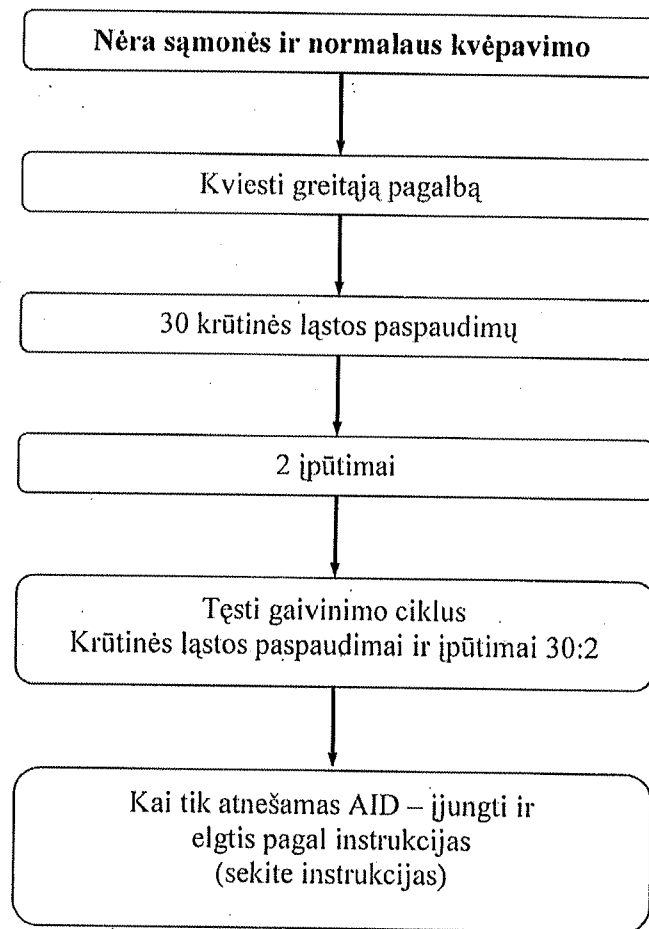 Nėra sąmonės ir normalaus kvėpavimo
Kviesti greitąją pagalbą
30 krūtinės ląstos paspaudimų
2 įpūtimai
Tęsti gaivinimo ciklus
Krūtinės ląstos paspaudimai ir įpūtimai 30:2
Kai tik atnešamas AID – įjungti ir
elgtis pagal instrukcijas
(sekite instrukcijas)